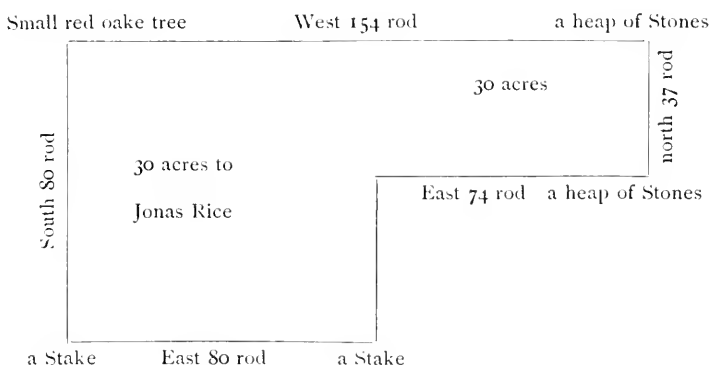 Small red oake tree West 154 rod a heap of Stones
30 acres
north 37 rod
South 80 rod
30 acres to
Jonas Rice
East 74 rod a heap of Stones
a Stake East 80 rod a Stake